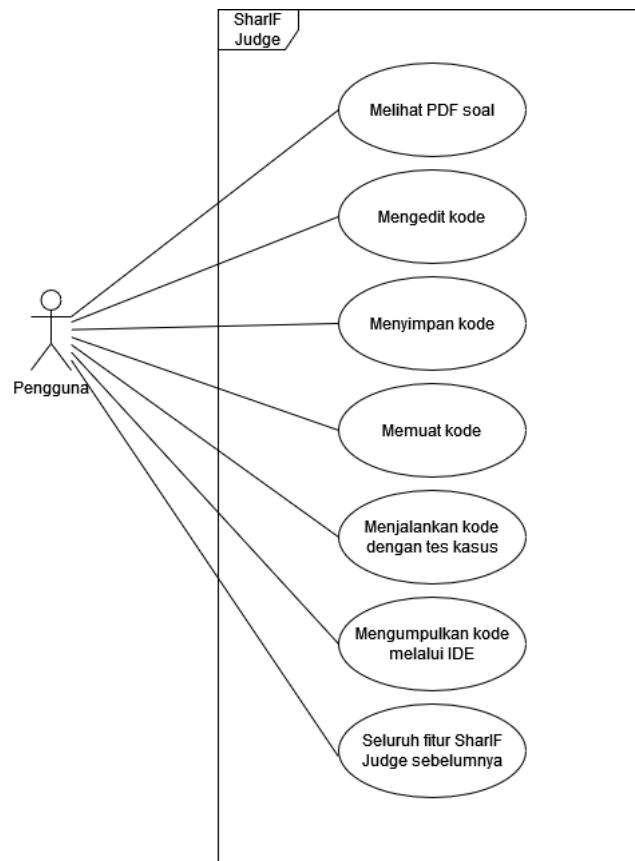 SharIF
Judge
Melihat PDF soal
Mengedit kode
Menyimpan kode
Pengguna
Memuat kode
Menjalankan kode
dengan tes kasus
Mengumpulkan kode
melalui IDE
Seluruh fitur SharIF
Judge sebelumnya